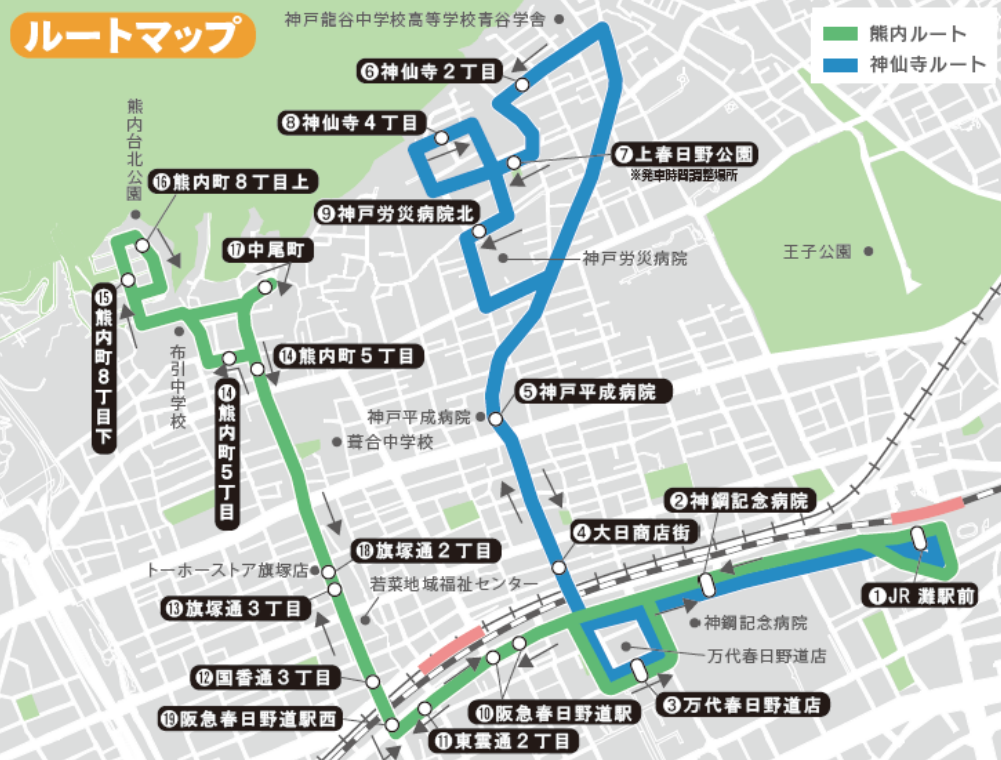 ルートマップ
神戸龍谷中学校高等学校青谷学舎
熊内ルート
神仙寺ルート
⑥神仙寺2丁目
⑧神仙寺4丁目
熊内台北公園
⑦上春日野公園
※発車時間調整場所
⑯熊内町8丁目上
⑨神戸労災病院北
⑰中尾町
神戸労災病院
王子公園
⑮熊内町8丁目下
布引中学校
⑭熊内町5丁目
⑭熊内町5丁目
⑤神戸平成病院
神戸平成病院
葺合中学校
②神鋼記念病院
④大日商店街
⑱旗塚通2丁目
トーホーストア旗塚店
若菜地域福祉センター
①JR 灘駅前
⑬旗塚通3丁目
神鋼記念病院
万代春日野道店
⑫国香通3丁目
③万代春日野道店
⑲阪急春日野道駅西
⑩阪急春日野道駅
⑪東雲通2丁目